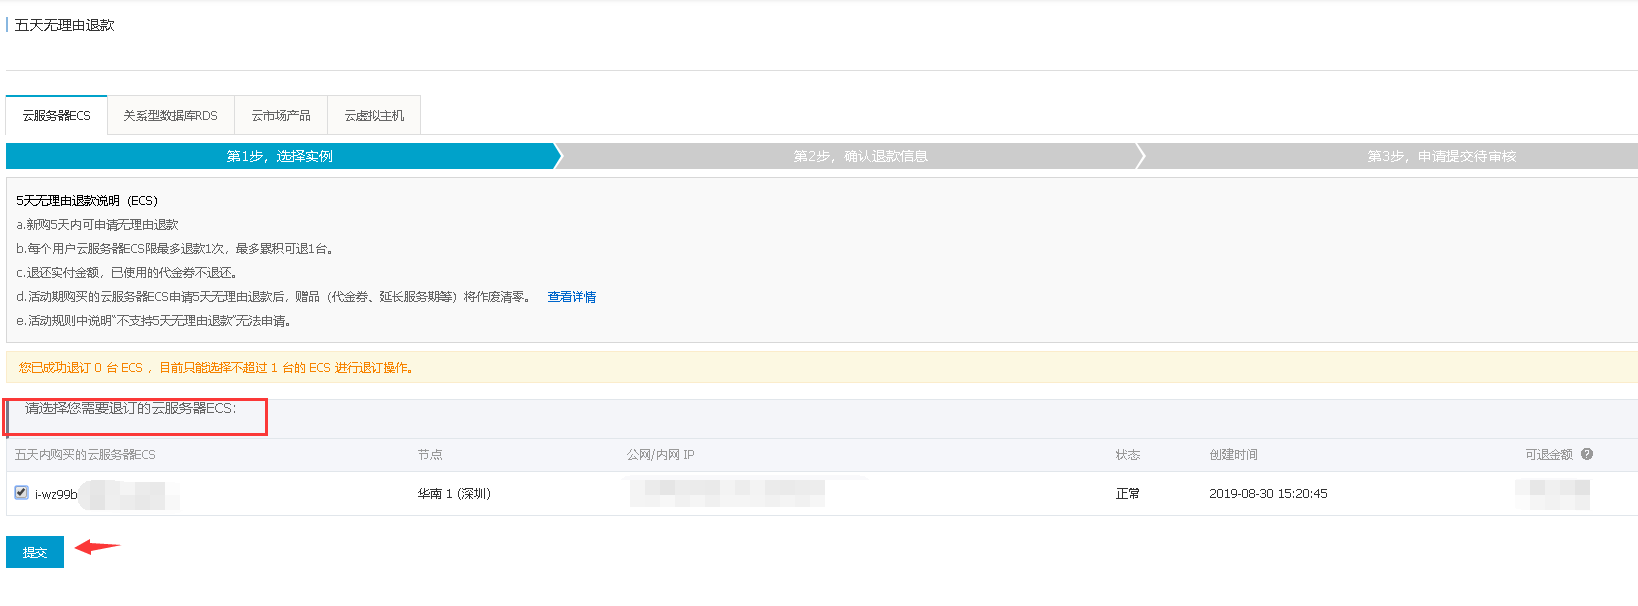 五天无理由退款
云服务器ECS 关系型数据库RDS 云市场产品 云虚拟主机
第1步，选择实例 第2步，确认退款信息 第3步，申请提交待审核
5天无理由退款说明（ECS）
a.新购5天内可申请无理由退款
b.每个用户云服务器ECS限最多退款1次，最多累积可退1台。
c.退还实付金额，已使用的代金券不退还。
d.活动期购买的云服务器ECS申请5天无理由退款后，赠品（代金券、延长服务期等）将作废清零。 查看详情
e.活动规则中说明“不支持5天无理由退款”无法申请。
您已成功退订 0 台 ECS ，目前只能选择不超过 1 台的 ECS 进行退订操作。
请选择您需要退订的云服务器ECS:
五天内购买的云服务器ECS 节点 公网/内网 IP 状态 创建时间 可退金额 ?
i-wz99b 华南 1 (深圳) 正常 2019-08-30 15:20:45
提交